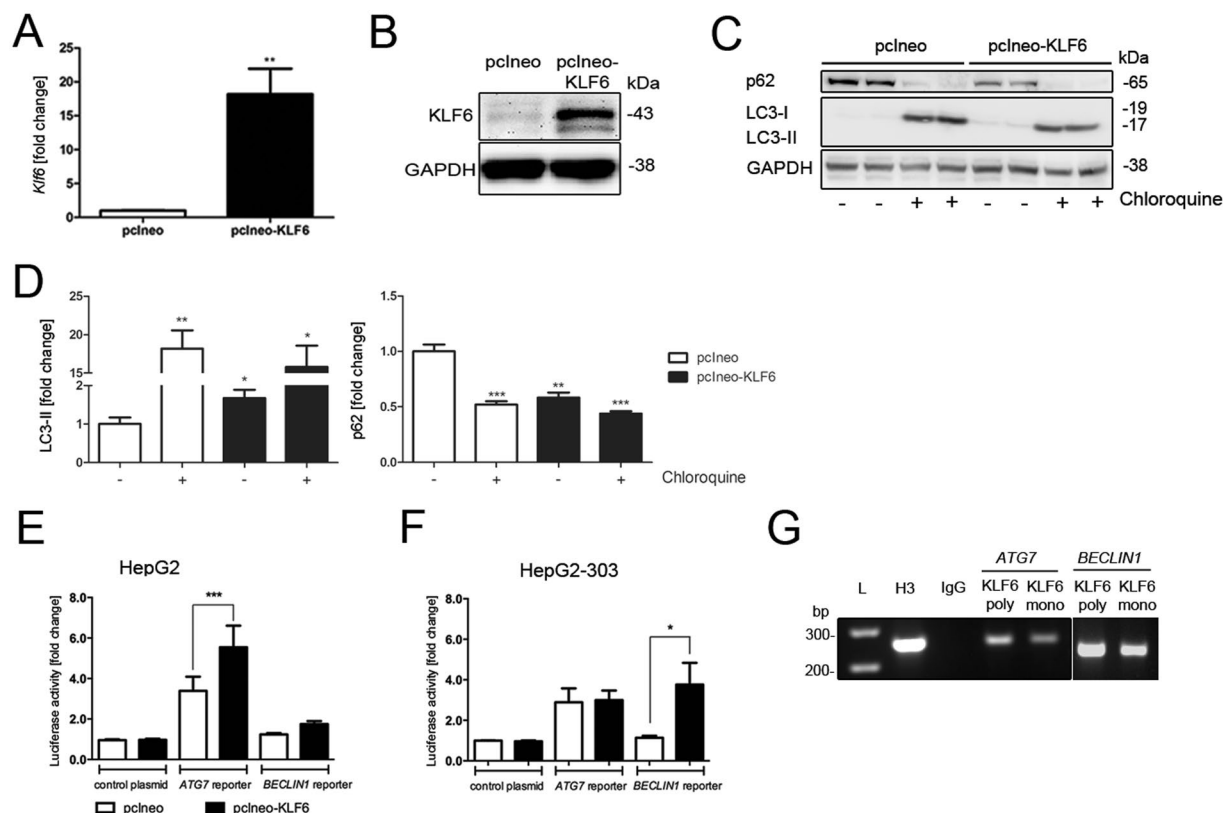 A
Klf6 [fold change]
25
20
15
10
5
0
**
pcIneo
pcIneo-KLF6
B
pcIneo
pcIneo-
KLF6
kDa
KLF6
-43
GAPDH
-38
C
pcIneo
pcIneo-KLF6
kDa
p62
-65
LC3-I
-19
LC3-II
-17
GAPDH
-38
- - + + - - + + Chloroquine
D
LC3-II [fold change]
25
20
15
10
5
2
1
0
**
*
*
- + - +
p62 [fold change]
1.5
1.0
0.5
0.0
***
**
***
- + - + Chloroquine
pcIneo
pcIneo-KLF6
E
HepG2
Luciferase activity [fold change]
8.0
6.0
4.0
2.0
0.0
***
control plasmid
ATG7 reporter
BECLIN1 reporter
pcIneo
pcIneo-KLF6
F
HepG2-303
Luciferase activity [fold change]
8.0
6.0
4.0
2.0
0.0
*
control plasmid
ATG7 reporter
BECLIN1 reporter
G
ATG7
BECLIN1
L
H3
IgG
KLF6
poly
KLF6
mono
KLF6
poly
KLF6
mono
bp
300-
200-